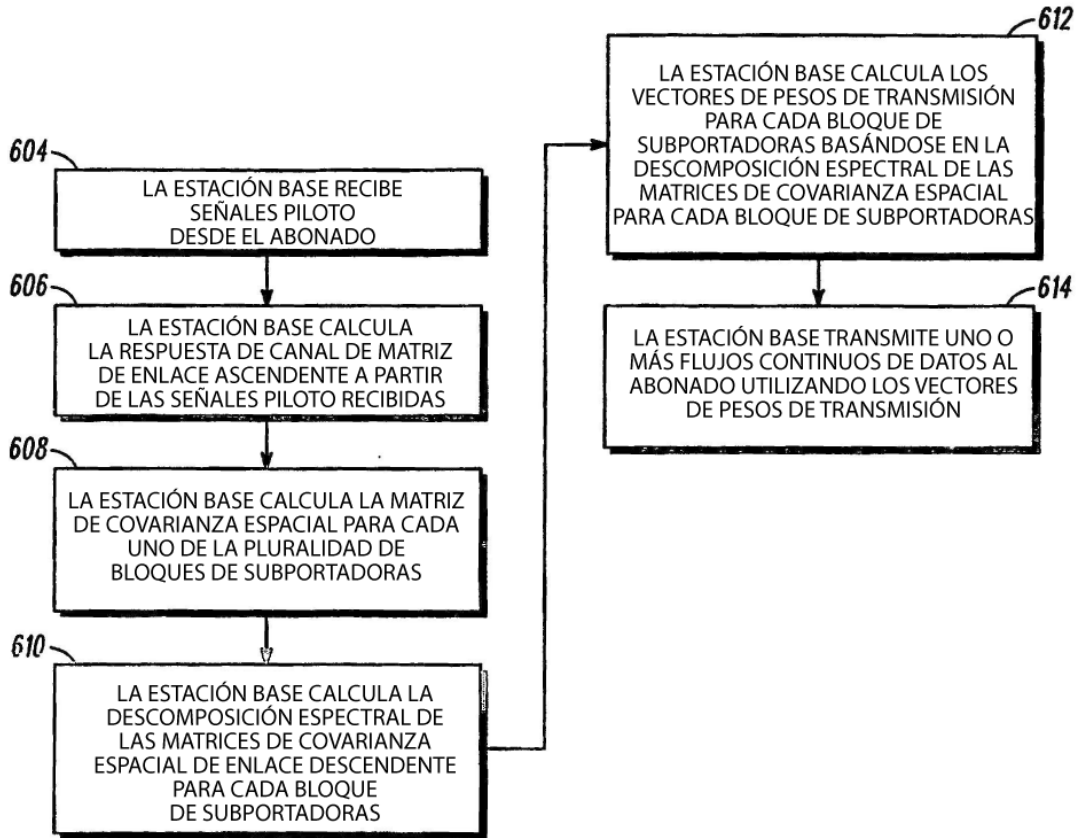 604
LA ESTACIÓN BASE RECIBE
SEÑALES PILOTO
DESDE EL ABONADO
606
LA ESTACIÓN BASE CALCULA
LA RESPUESTA DE CANAL DE MATRIZ
DE ENLACE ASCENDENTE A PARTIR
DE LAS SEÑALES PILOTO RECIBIDAS
608
LA ESTACIÓN BASE CALCULA LA MATRIZ
DE COVARIANZA ESPACIAL PARA CADA
UNO DE LA PLURALIDAD DE
BLOQUES DE SUBPORTADORAS
610
LA ESTACIÓN BASE CALCULA LA
DESCOMPOSICIÓN ESPECTRAL DE
LAS MATRICES DE COVARIANZA
ESPACIAL DE ENLACE DESCENDENTE
PARA CADA BLOQUE
DE SUBPORTADORAS
612
LA ESTACIÓN BASE CALCULA LOS
VECTORES DE PESOS DE TRANSMISIÓN
PARA CADA BLOQUE DE
SUBPORTADORAS BASÁNDOSE EN LA
DESCOMPOSICIÓN ESPECTRAL DE LAS
MATRICES DE COVARIANZA ESPACIAL
PARA CADA BLOQUE DE SUBPORTADORAS
614
LA ESTACIÓN BASE TRANSMITE UNO O
MÁS FLUJOS CONTINUOS DE DATOS AL
ABONADO UTILIZANDO LOS VECTORES
DE PESOS DE TRANSMISIÓN